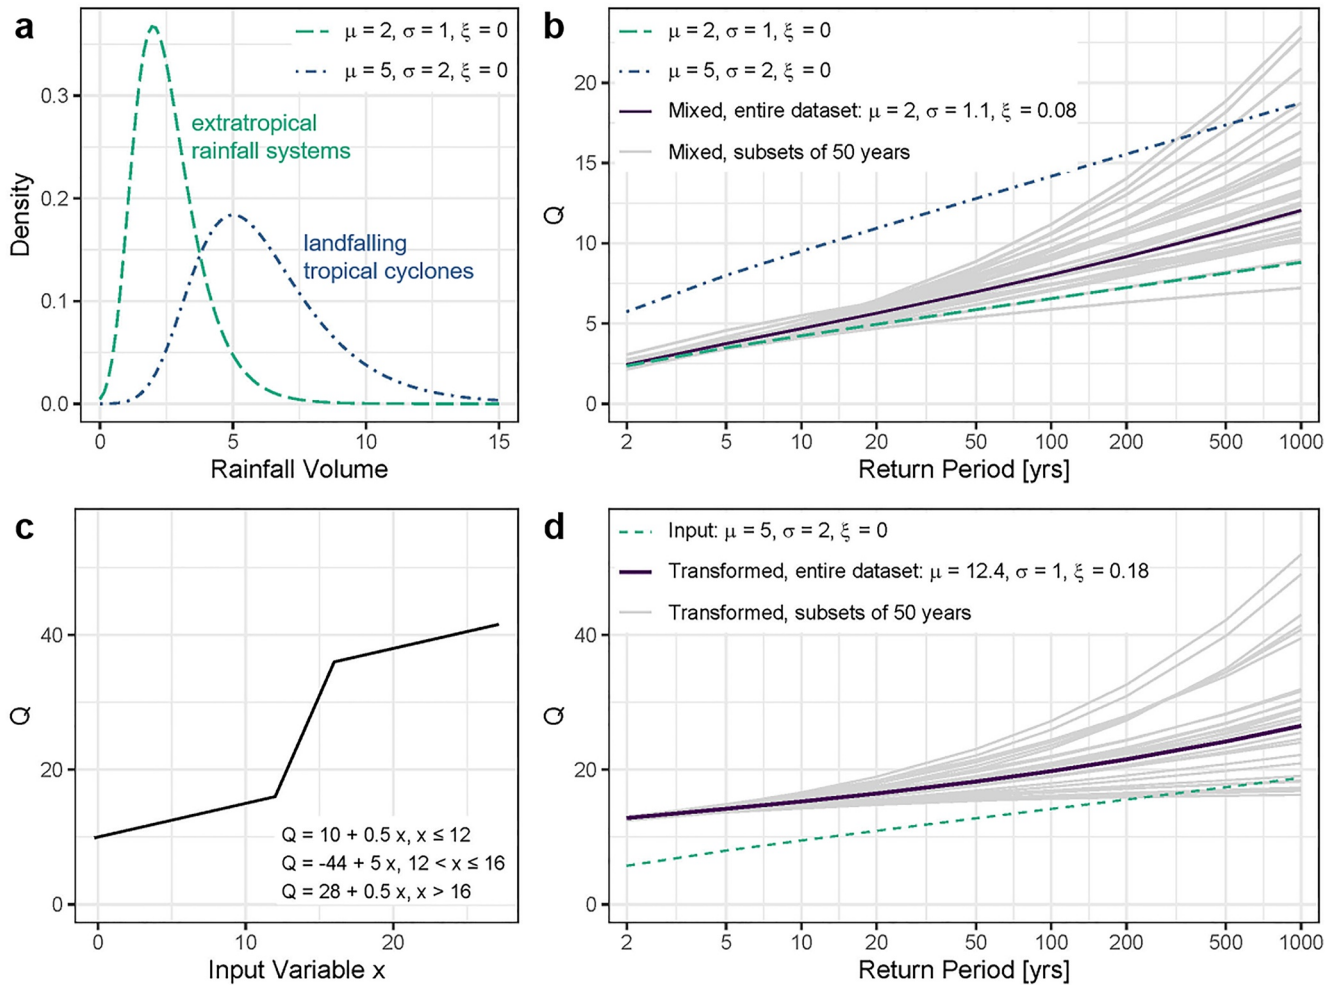 a
μ = 2, σ = 1, ξ = 0
μ = 5, σ = 2, ξ = 0
extratropical
rainfall systems
landfalling
tropical cyclones
Density
0.3
0.2
0.1
0.0
0 5 10 15
Rainfall Volume
b
μ = 2, σ = 1, ξ = 0
μ = 5, σ = 2, ξ = 0
Mixed, entire dataset: μ = 2, σ = 1.1, ξ = 0.08
Mixed, subsets of 50 years
Q
20
15
10
5
0
2 5 10 20 50 100 200 500 1000
Return Period [yrs]
c
Q
40
20
0
Q = 10 + 0.5 x, x ≤ 12
Q = -44 + 5 x, 12 < x ≤ 16
Q = 28 + 0.5 x, x > 16
0 10 20
Input Variable x
d
Input: μ = 5, σ = 2, ξ = 0
Transformed, entire dataset: μ = 12.4, σ = 1, ξ = 0.18
Transformed, subsets of 50 years
Q
40
20
0
2 5 10 20 50 100 200 500 1000
Return Period [yrs]